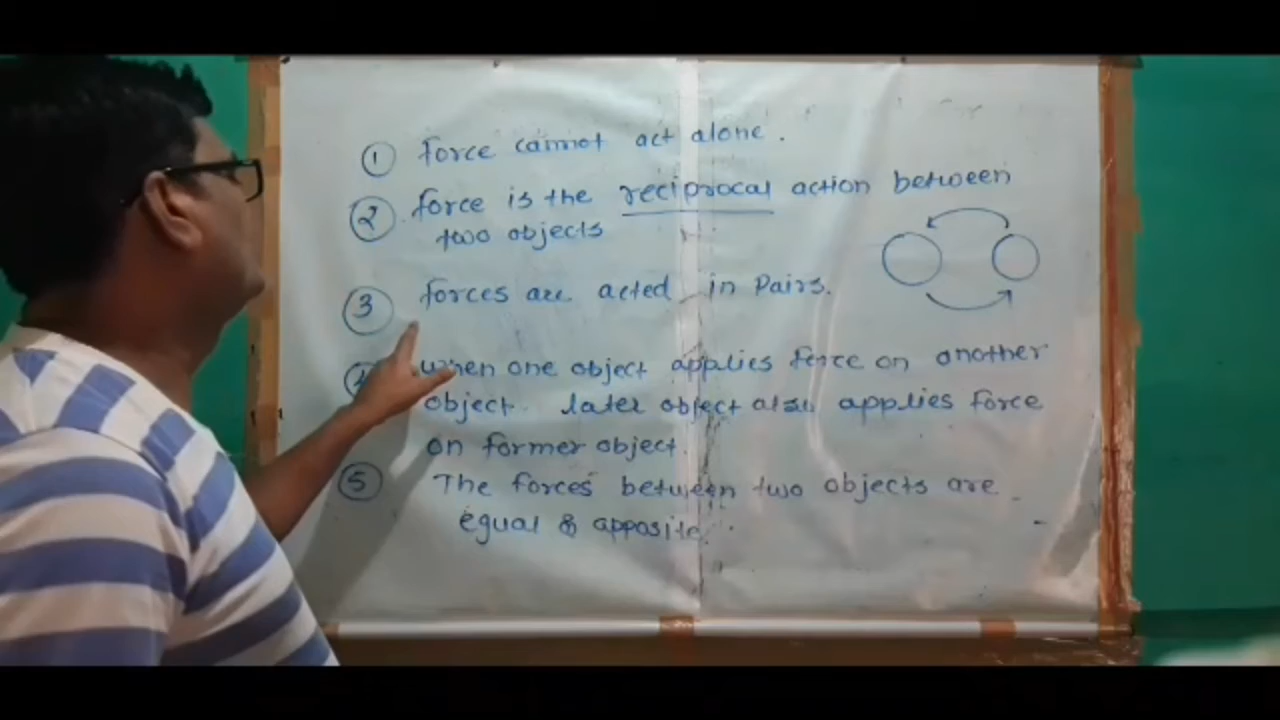 ① force cannot act alone.
② force is the reciprocal action between
two objects
③ forces are acted in Pairs.
④ when one object applies force on another
object. later object also applies force
on former object.
⑤ The forces between two objects are
equal & apposite.